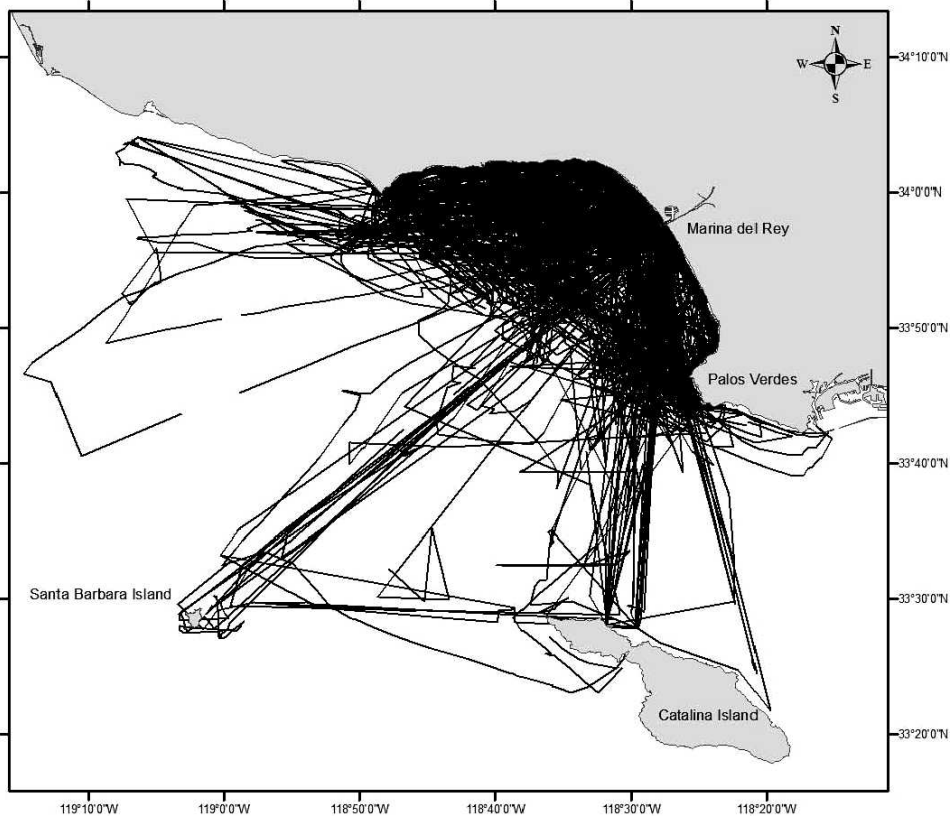 N
W E
S
34°10'0"N
34°0'0"N
Marina del Rey
33°50'0"N
Palos Verdes
33°40'0"N
Santa Barbara Island
33°30'0"N
Catalina Island
33°20'0"N
119°10'0"W 119°0'0"W 118°50'0"W 118°40'0"W 118°30'0"W 118°20'0"W